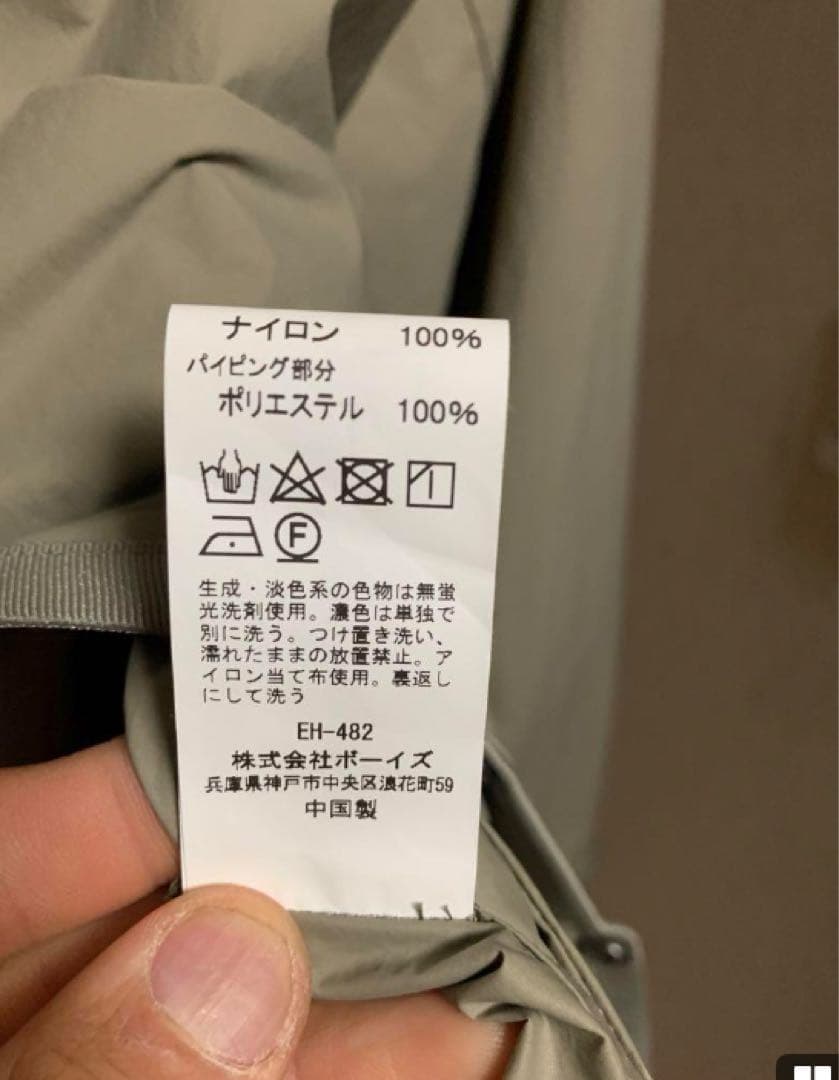 ナイロン 100%
パイピング部分
ポリエステル 100%
F
生成・淡色系の色物は無蛍
光洗剤使用。濃色は単独で
別に洗う。つけ置き洗い、
濡れたままの放置禁止。ア
イロン当て布使用。裏返し
にして洗う
EH-482
株式会社ボーイズ
兵庫県神戸市中央区浪花町59
中国製